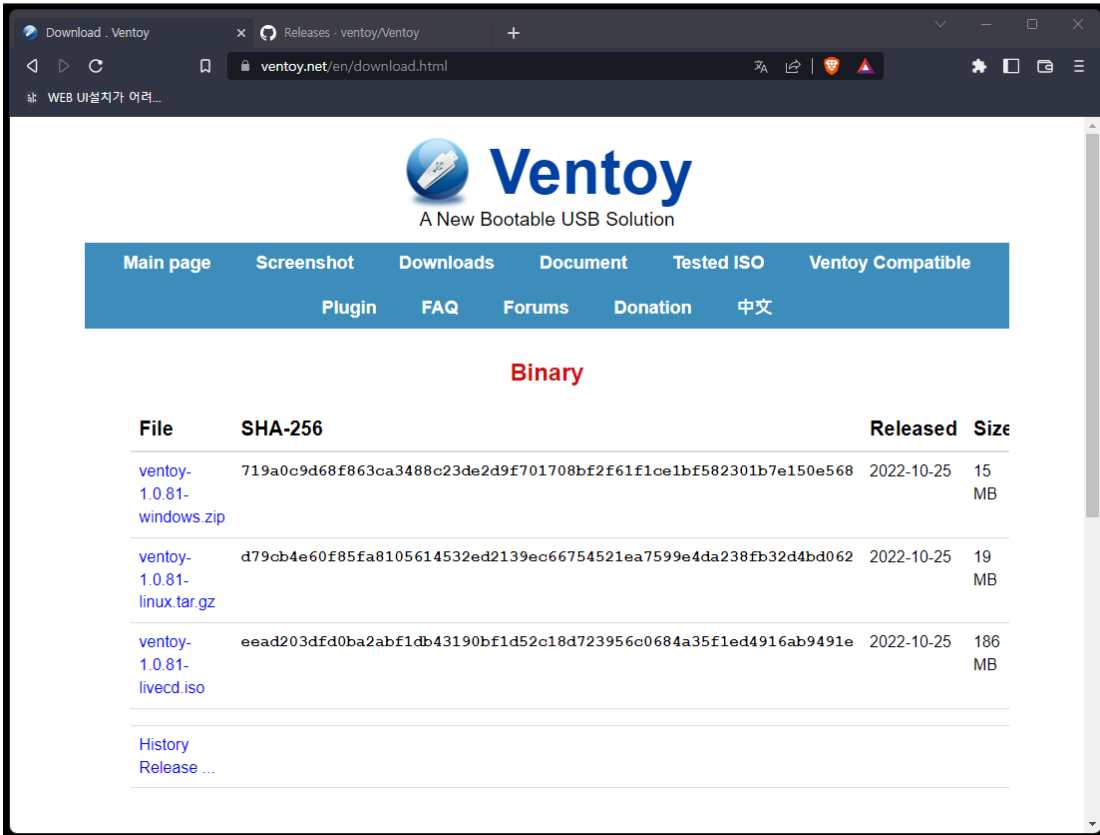 Download . Ventoy
Releases · ventoy/Ventoy
ventoy.net/en/download.html
WEB UI설치가 어려...
Ventoy
A New Bootable USB Solution
Main page Screenshot Downloads Document Tested ISO Ventoy Compatible
Plugin FAQ Forums Donation 中文
Binary
File SHA-256 Released Size
ventoy-1.0.81-windows.zip 719a0c9d68f863ca3488c23de2d9f701708bf2f61f1ce1bf582301b7e150e568 2022-10-25 15 MB
ventoy-1.0.81-linux.tar.gz d79cb4e60f85fa8105614532ed2139ec66754521ea7599e4da238fb32d4bd062 2022-10-25 19 MB
ventoy-1.0.81-livecd.iso eead203dfd0ba2abf1db43190bf1d52c18d723956c0684a35f1ed4916ab9491e 2022-10-25 186 MB
History
Release ...